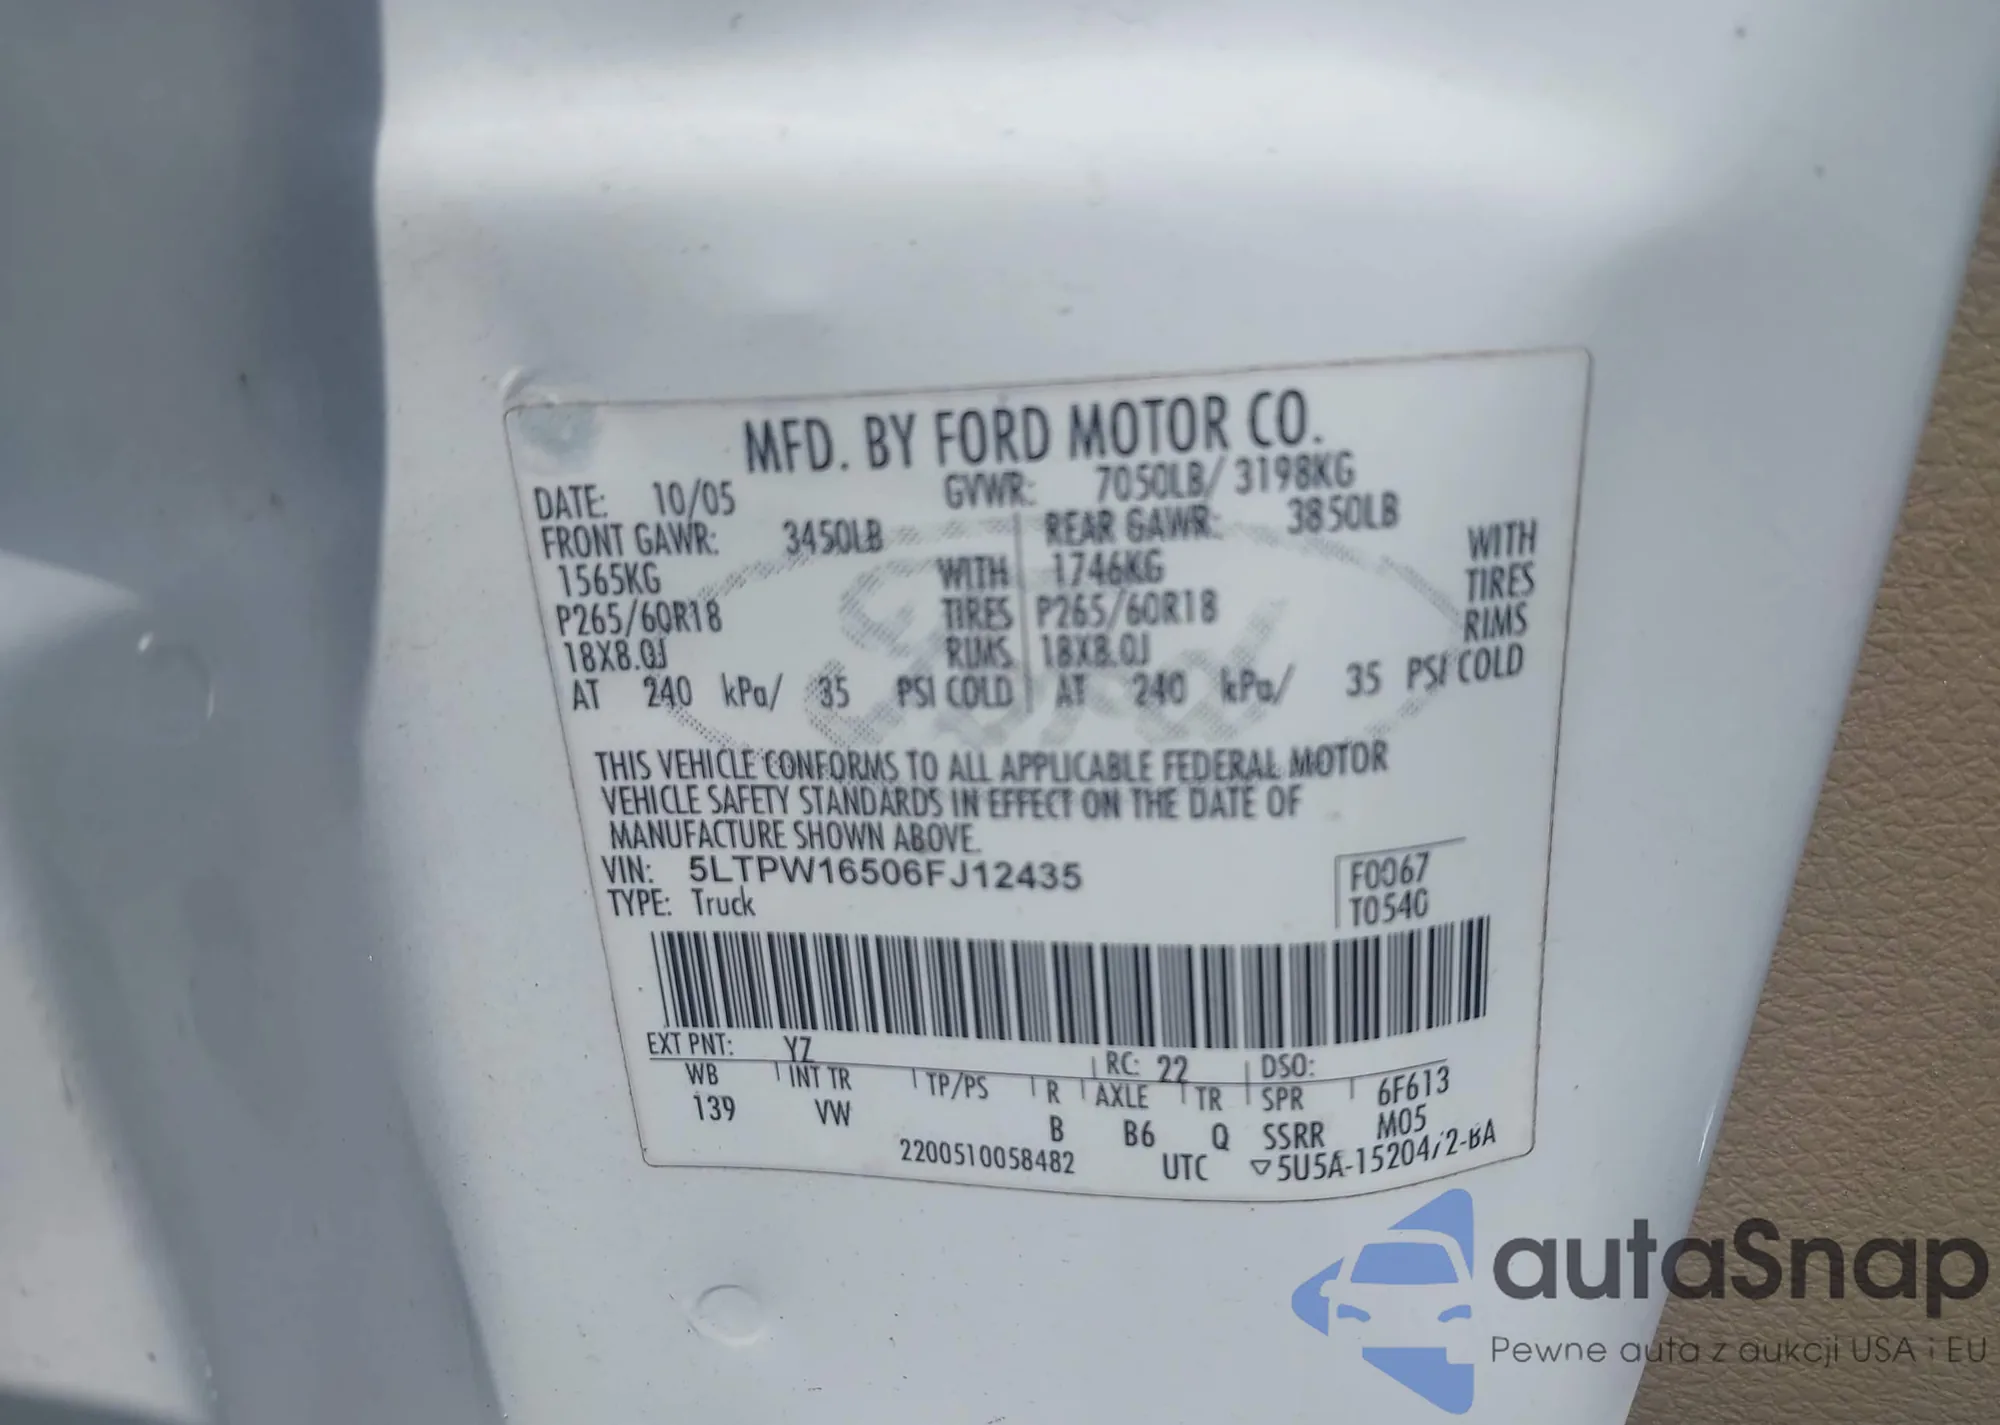 MFD. BY FORD MOTOR CO.
DATE: 10/05 GVWR: 7050LB/ 3198KG
FRONT GAWR: 3450LB REAR GAWR: 3850LB
1565KG WITH 1746KG WITH
P265/60R18 TIRES P265/60R18 TIRES
18X8.0J RIMS 18X8.0J RIMS
AT 240 kPa/ 35 PSI COLD AT 240 kPa/ 35 PSI COLD
Ford
THIS VEHICLE CONFORMS TO ALL APPLICABLE FEDERAL MOTOR
VEHICLE SAFETY STANDARDS IN EFFECT ON THE DATE OF
MANUFACTURE SHOWN ABOVE.
VIN: 5LTPW16506FJ12435 F0067
TYPE: Truck T0540
EXT PNT: YZ RC: 22 DSO:
WB INT TR TP/PS R AXLE TR SPR 6F613
139 VW B B6 Q SSRR M05
2200510058482 UTC ▽5U5A-1520472-BA
autaSnap
Pewne auta z aukcji USA i EU